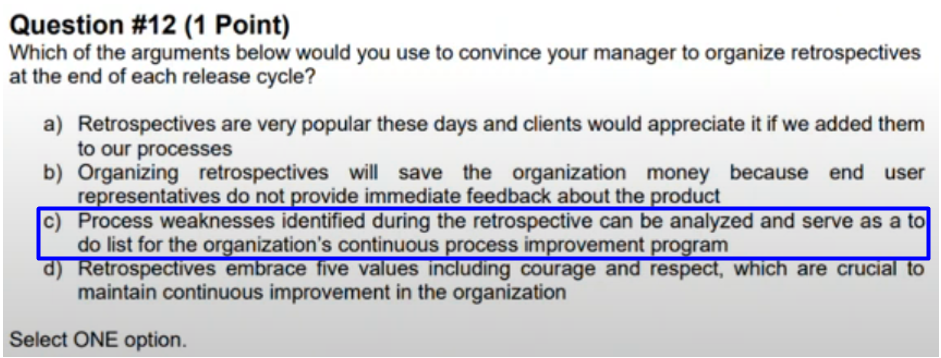 Question #12 (1 Point)
Which of the arguments below would you use to convince your manager to organize retrospectives
at the end of each release cycle?
a) Retrospectives are very popular these days and clients would appreciate it if we added them
to our processes
b) Organizing retrospectives will save the organization money because end user
representatives do not provide immediate feedback about the product
c) Process weaknesses identified during the retrospective can be analyzed and serve as a to
do list for the organization's continuous process improvement program
d) Retrospectives embrace five values including courage and respect, which are crucial to
maintain continuous improvement in the organization
Select ONE option.